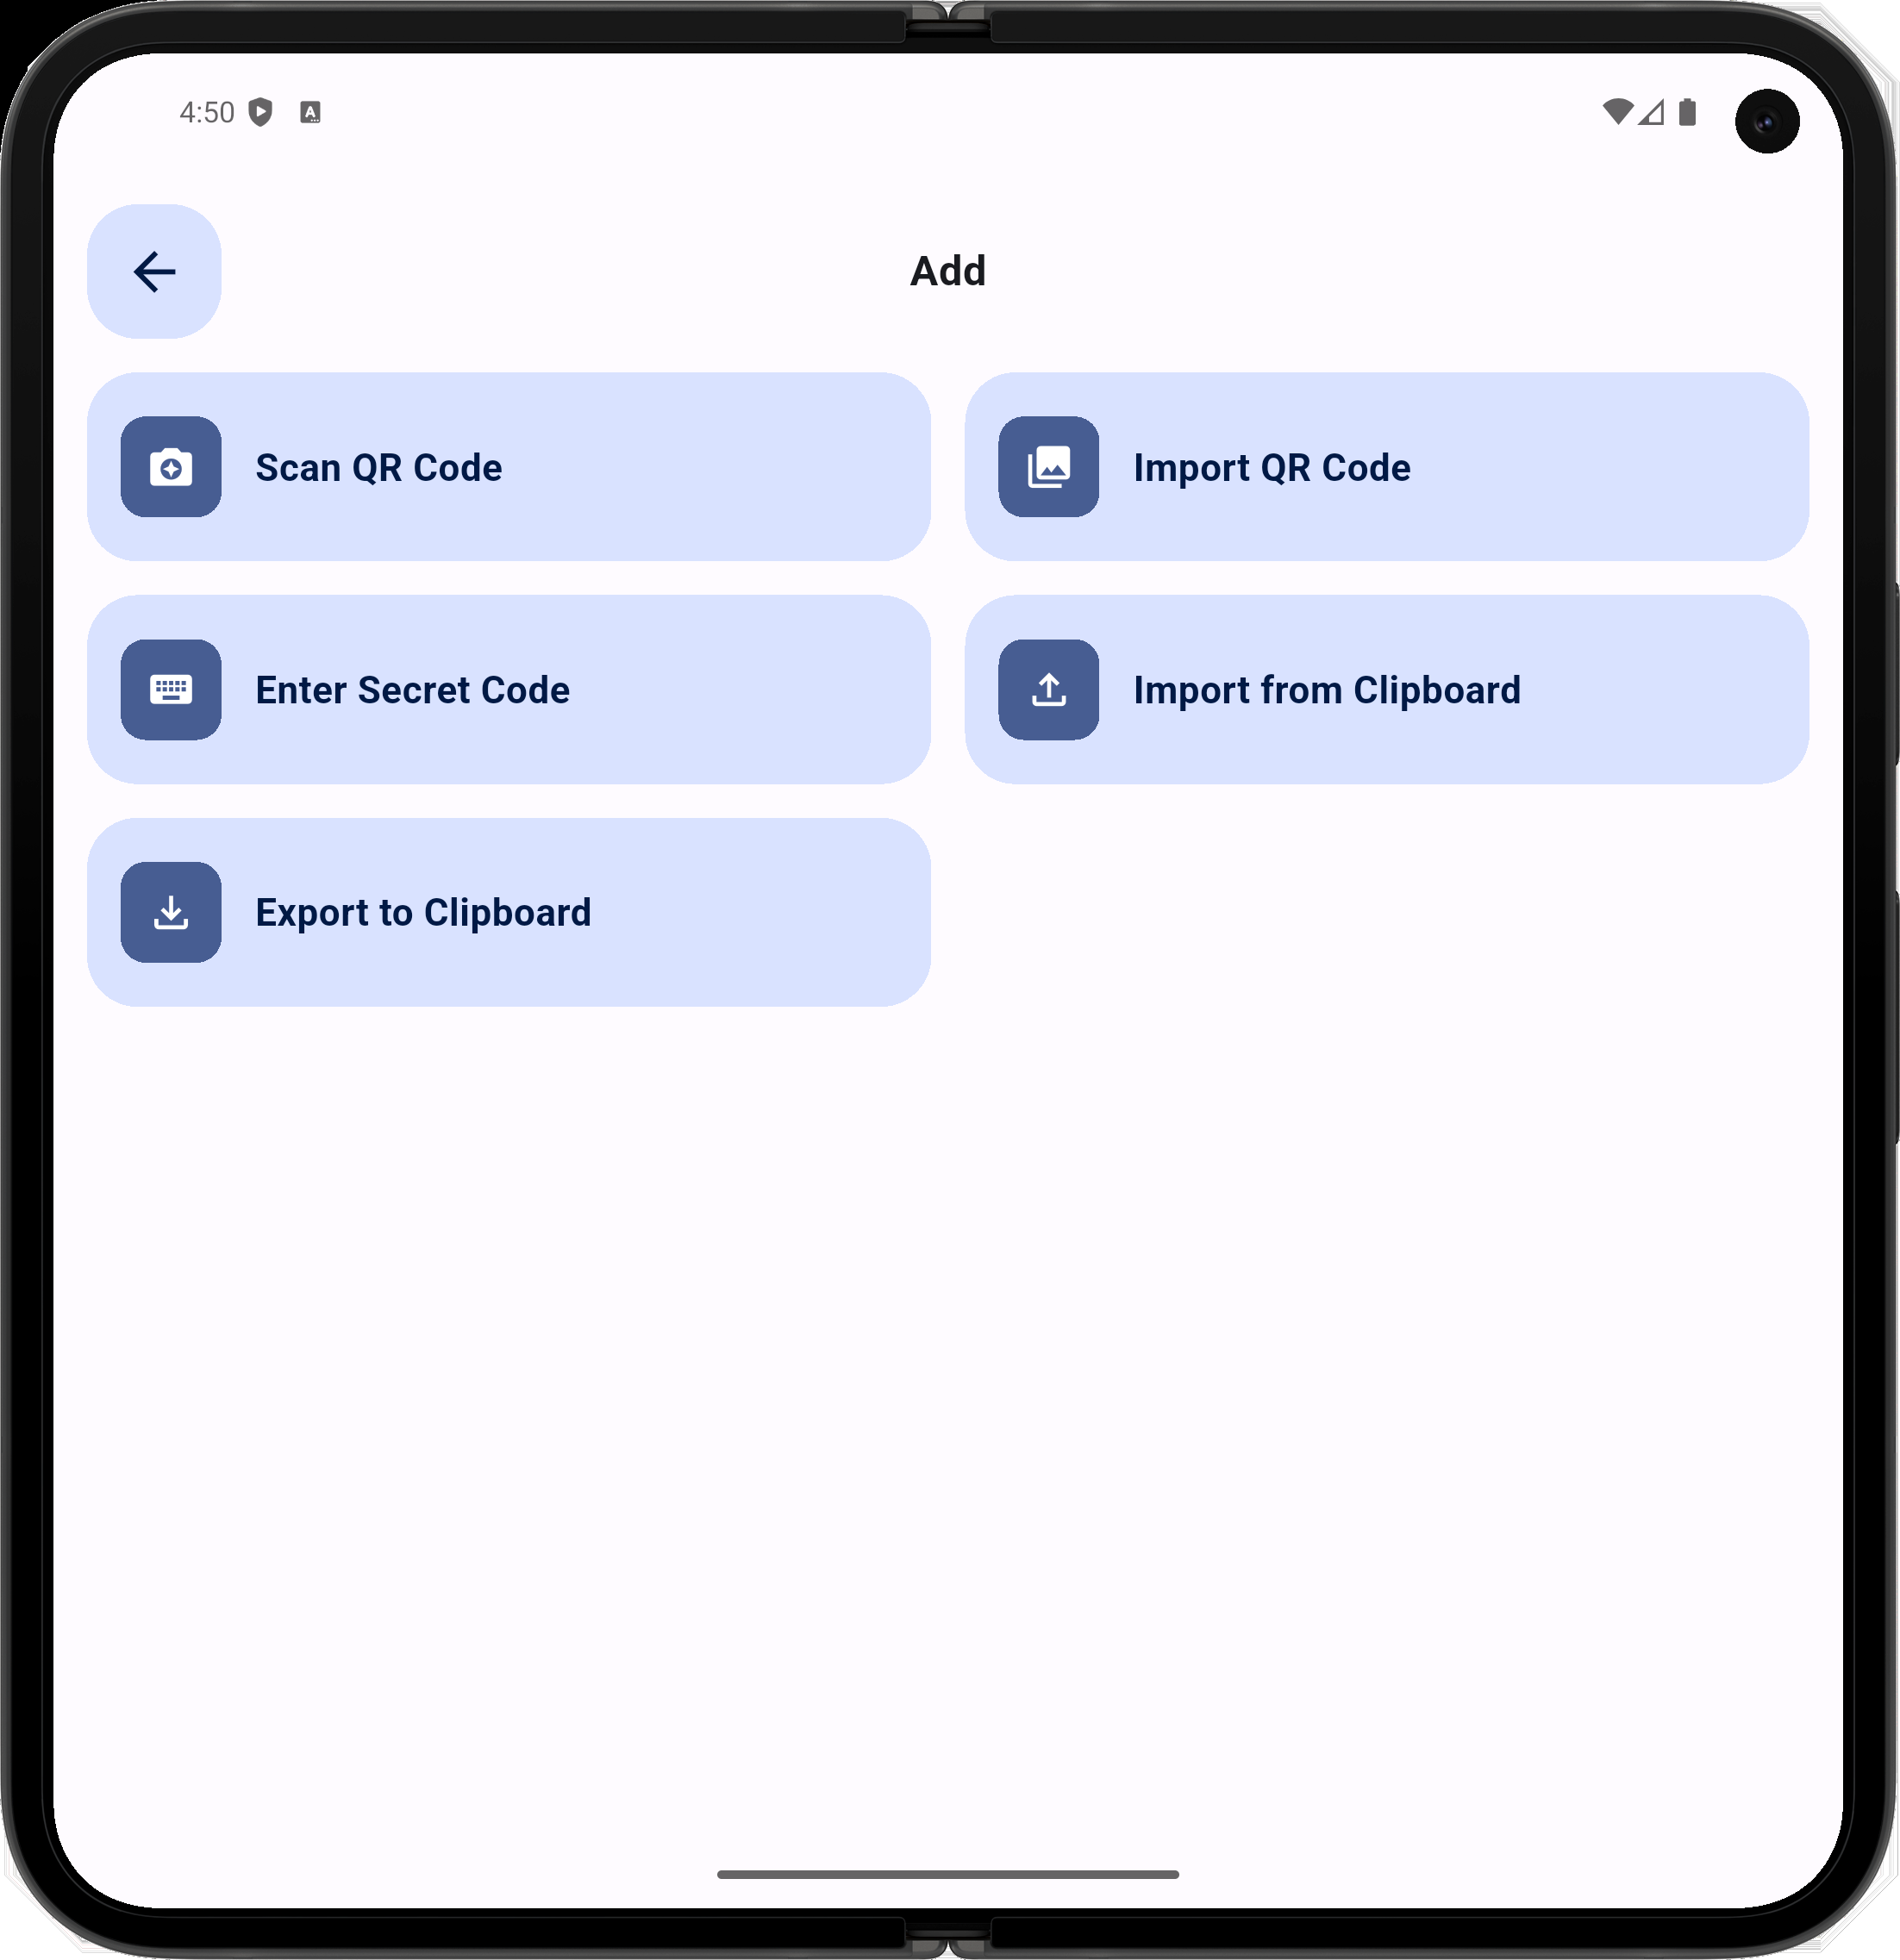 4:50
Add
Scan QR Code
Import QR Code
Enter Secret Code
Import from Clipboard
Export to Clipboard